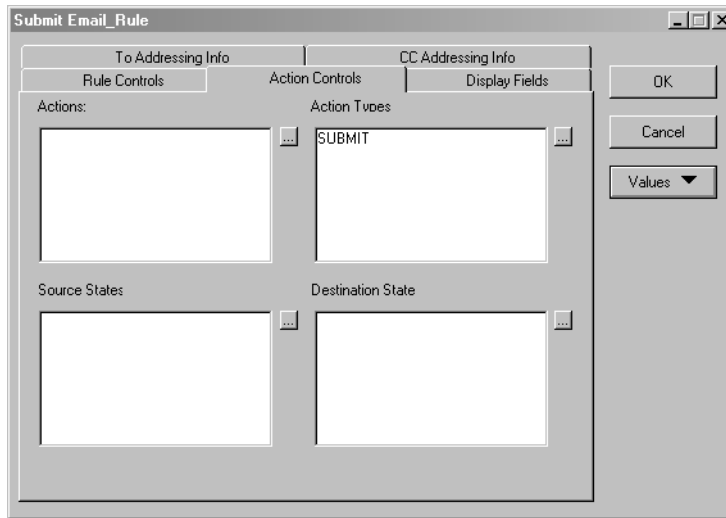 Submit Email_Rule
To Addressing Info
CC Addressing Info
Rule Controls
Action Controls
Display Fields
OK
Cancel
Values
Actions:
Action Types
...
...
SUBMIT
Source States
Destination State
...
...